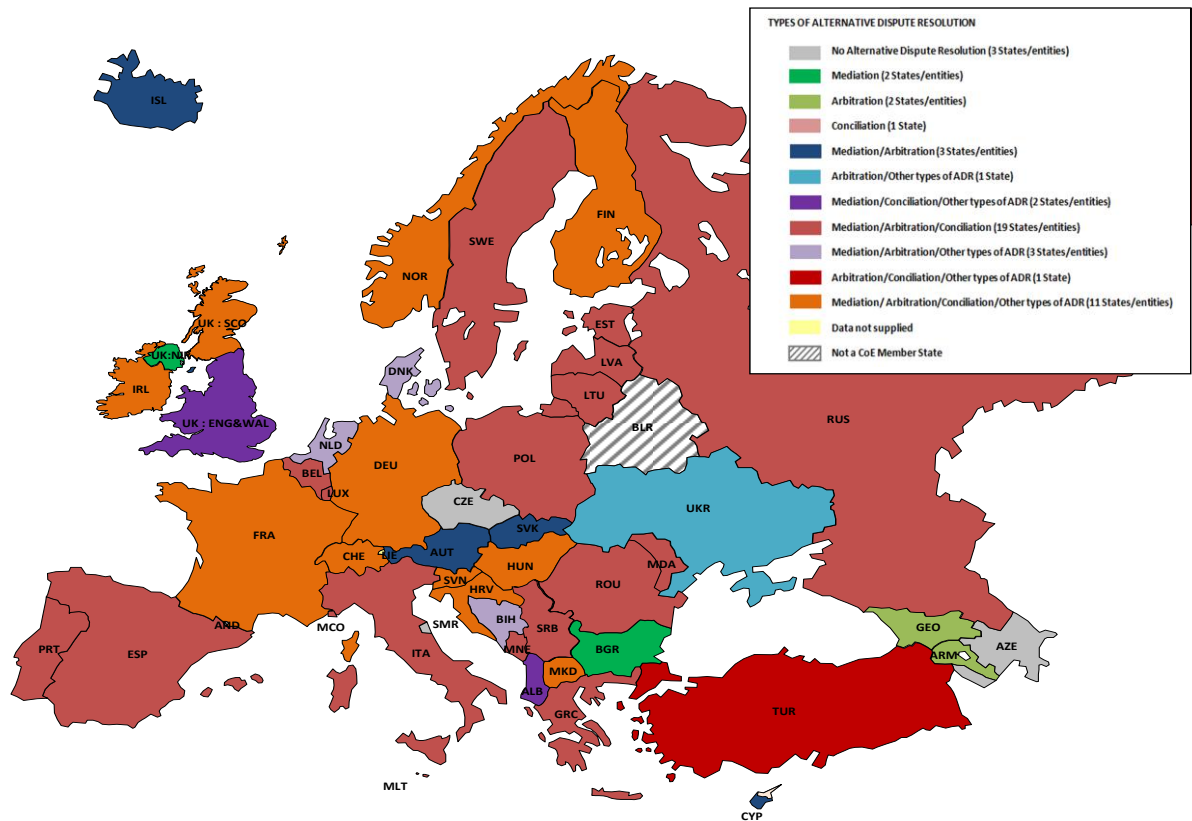 TYPES OF ALTERNATIVE DISPUTE RESOLUTION
No Alternative Dispute Resolution (3 States/entities)
Mediation (2 States/entities)
Arbitration (2 States/entities)
Conciliation (1 State)
Mediation/Arbitration (3 States/entities)
Arbitration/Other types of ADR (1 State)
Mediation/Conciliation/Other types of ADR (2 States/entities)
Mediation/Arbitration/Conciliation (19 States/entities)
Mediation/Arbitration/Other types of ADR (3 States/entities)
Arbitration/Conciliation/Other types of ADR (1 State)
Mediation/ Arbitration/Conciliation/Other types of ADR (11 States/entities)
Data not supplied
Not a CoE Member State
ISL
FIN
SWE
NOR
UK : SCO
EST
UK:NIR
LVA
DNK
IRL
LTU
RUS
UK : ENG&WAL
BLR
NLD
POL
DEU
BEL
LUX
CZE
UKR
SVK
FRA
CHE
LIE
AUT
HUN
MDA
SVN
ROU
HRV
BIH
AND
MCO
SMR
SRB
GEO
PRT
ESP
ITA
MNE
BGR
ARM
AZE
MKD
ALB
GRC
TUR
MLT
CYP